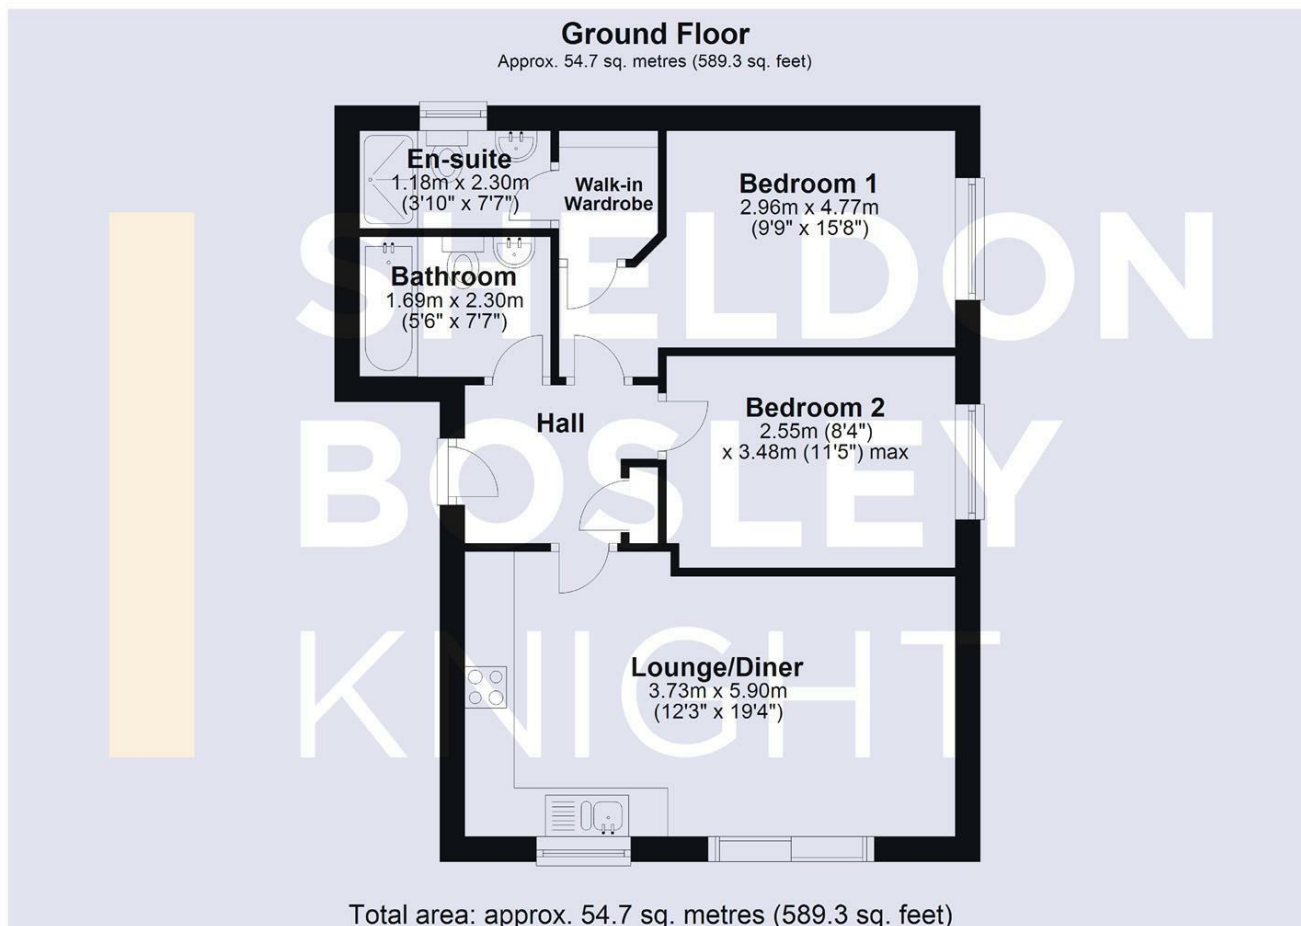 Ground Floor
Approx. 54.7 sq. metres (589.3 sq. feet)
En-suite
1.18m x 2.30m
(3'10" x 7'7")
Walk-in
Wardrobe
Bedroom 1
2.96m x 4.77m
(9'9" x 15'8")
Bathroom
1.69m x 2.30m
(5'6" x 7'7")
SHELDON
Hall
Bedroom 2
2.55m (8'4")
x 3.48m (11'5") max
BOSLEY
Lounge/Diner
3.73m x 5.90m
(12'3" x 19'4")
KNIGHT
Total area: approx. 54.7 sq. metres (589.3 sq. feet)